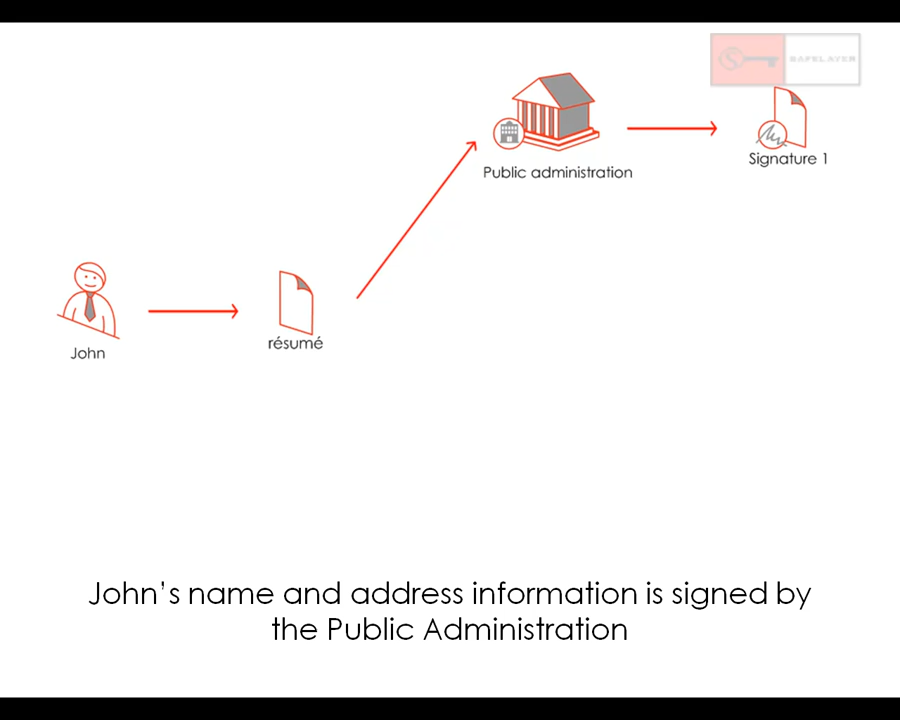 SAFELAYER
Public administration
Signature 1
John
résumé
John's name and address information is signed by
the Public Administration